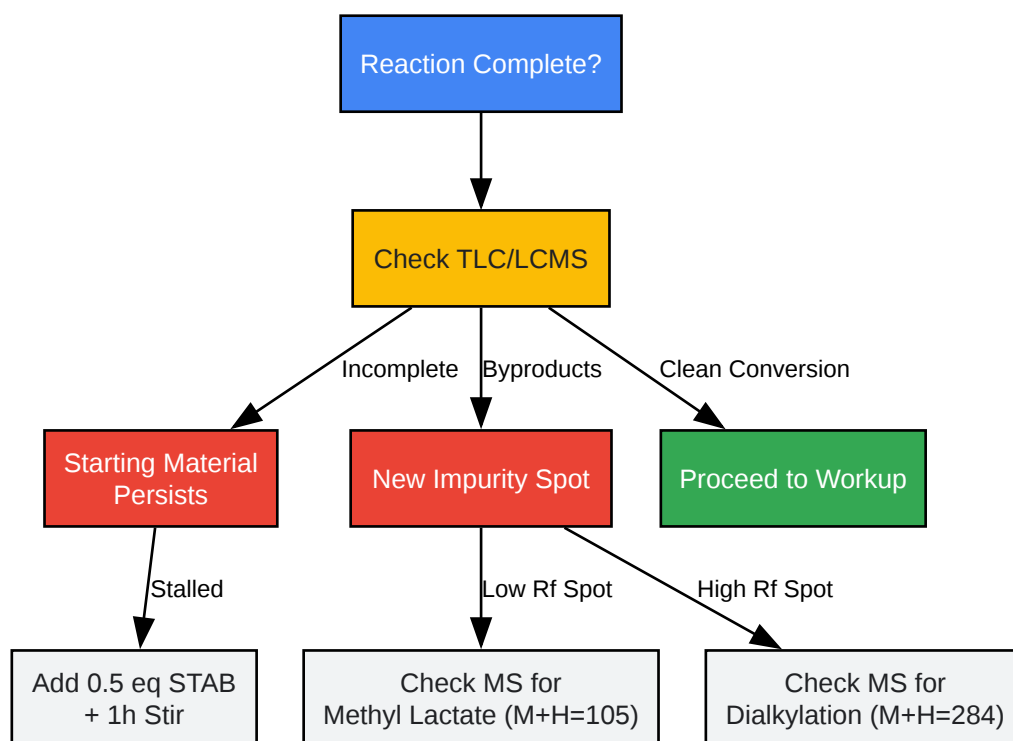 Reaction Complete?
Check TLC/LCMS
Incomplete
Byproducts
Clean Conversion
Starting Material
Persists
New Impurity Spot
Proceed to Workup
Stalled
Low Rf Spot
High Rf Spot
Add 0.5 eq STAB
+ 1h Stir
Check MS for
Methyl Lactate (M+H=105)
Check MS for
Dialkylation (M+H=284)